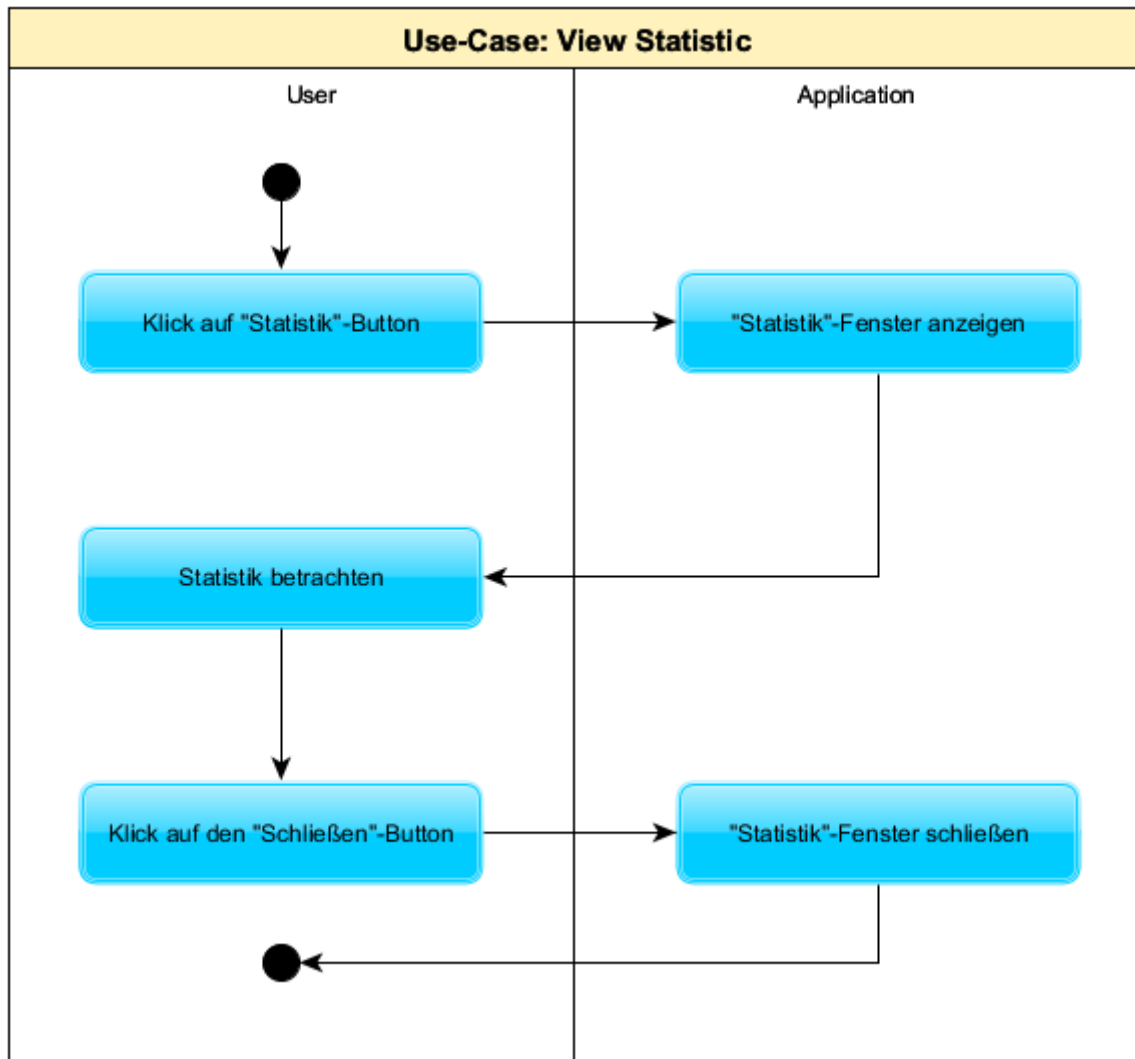 Use-Case: View Statistic
User
Application
Klick auf "Statistik"-Button
"Statistik"-Fenster anzeigen
Statistik betrachten
Klick auf den "Schließen"-Button
"Statistik"-Fenster schließen